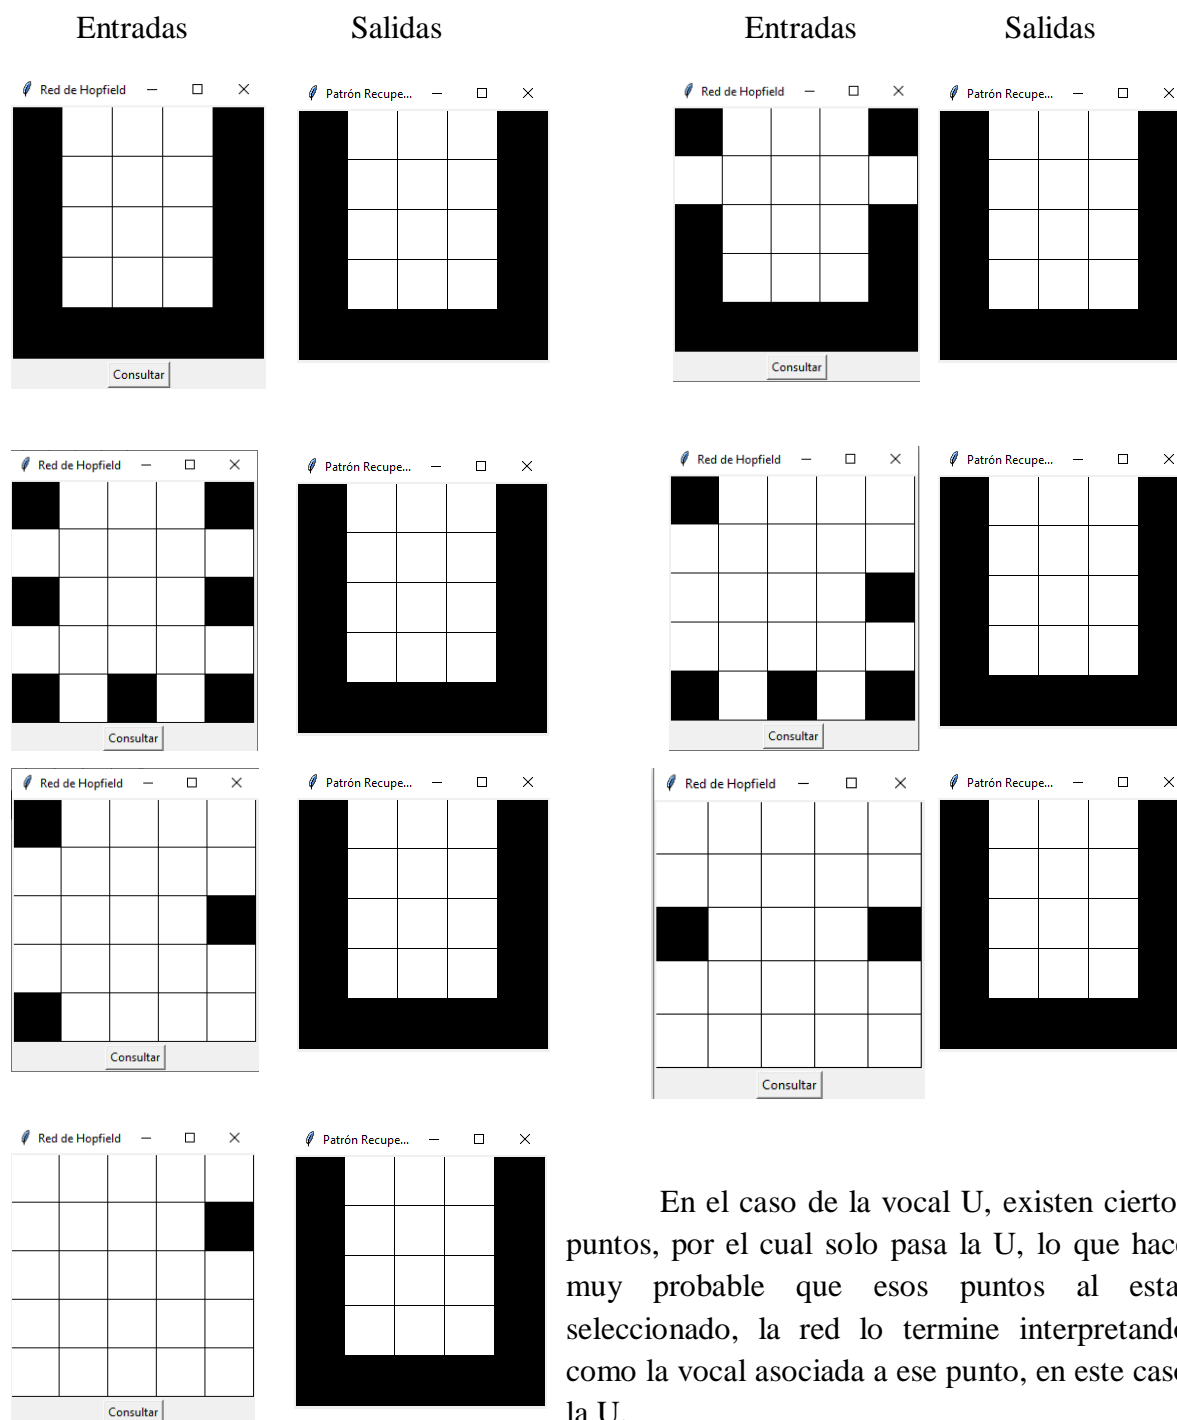 Entradas Salidas Entradas Salidas
Red de Hopfield Patrón Recupe... Red de Hopfield Patrón Recupe...
Consultar Consultar
Red de Hopfield Patrón Recupe... Red de Hopfield Patrón Recupe...
Consultar Consultar
Red de Hopfield Patrón Recupe... Red de Hopfield Patrón Recupe...
Consultar Consultar
Red de Hopfield Patrón Recupe...
En el caso de la vocal U, existen cierto
puntos, por el cual solo pasa la U, lo que hace
muy probable que esos puntos al esta
seleccionado, la red lo termine interpretando
como la vocal asociada a ese punto, en este caso
la U.
Consultar